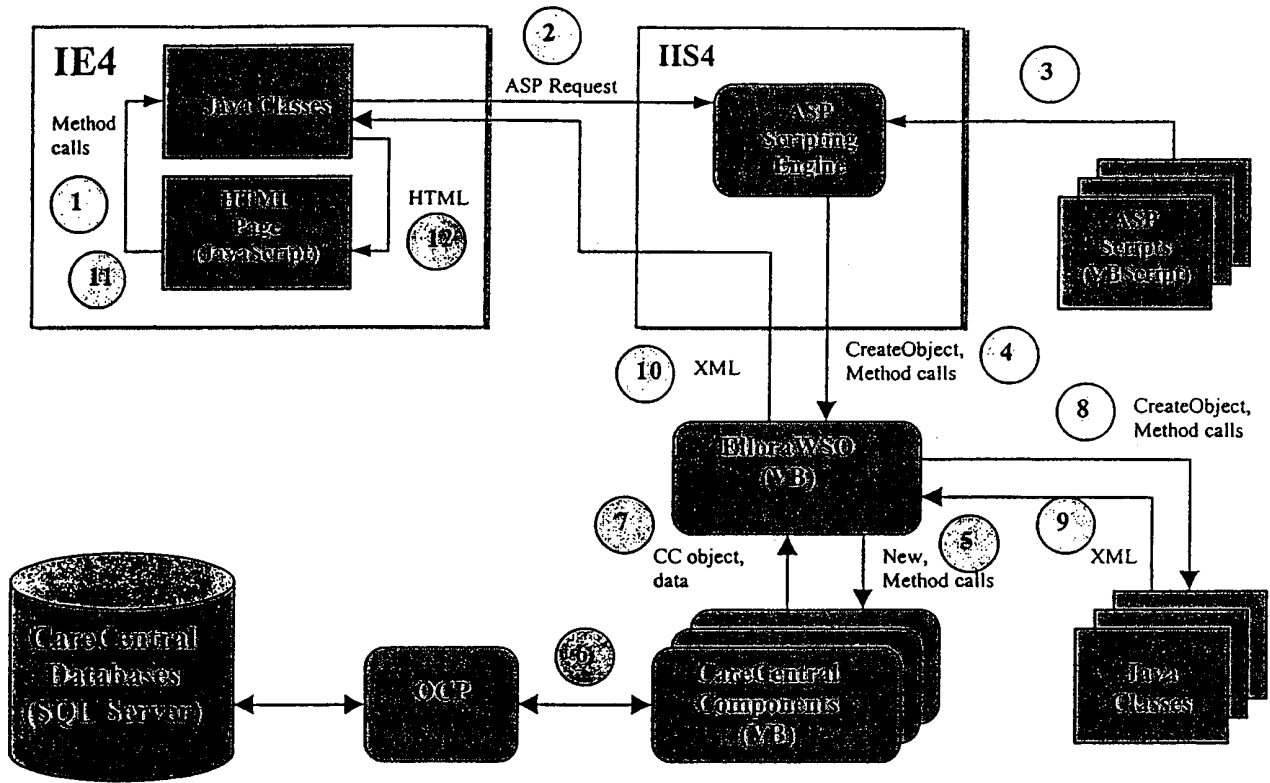 IE4
Java Classes
Method
calls
1
11
HTML
Page
(JavaScript)
HTML
12
2
ASP Request
IIS4
ASP
Scripting
Engine
3
ASP
Scripts
(VBScript)
10
XML
CreateObject,
Method calls
4
ElloraWSO
(VB)
8
CreateObject,
Method calls
7
CC object,
data
New,
Method calls
5
9
XML
CareCentral
Databases
(SQL Server)
OCP
6
CareCentral
Components
(VB)
Java
Classes